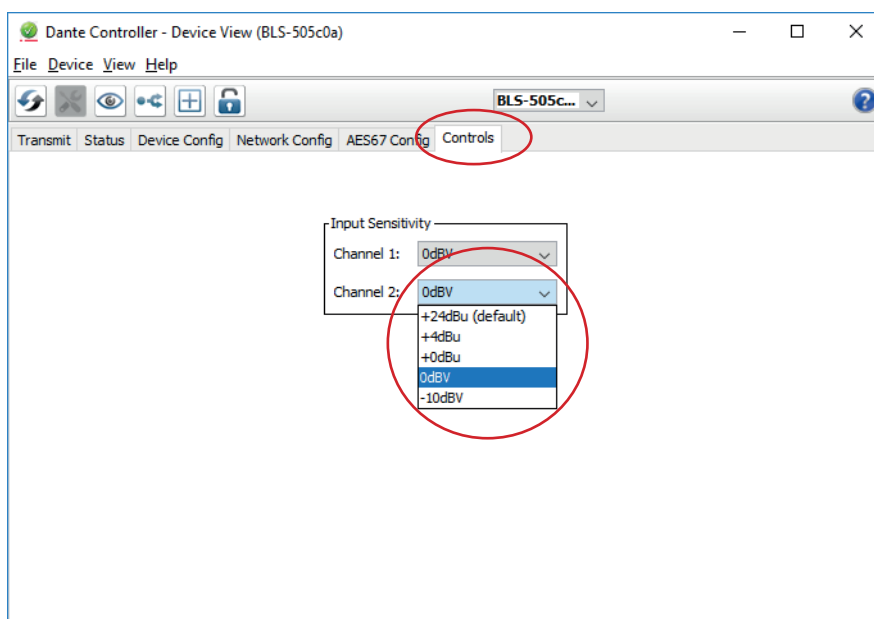 Dante Controller - Device View (BLS-505c0a)
File Device View Help
BLS-505c...
?
Transmit Status Device Config Network Config AES67 Config Controls
Input Sensitivity
Channel 1: 0dBV
Channel 2: 0dBV
+24dBu (default)
+4dBu
+0dBu
0dBV
-10dBV